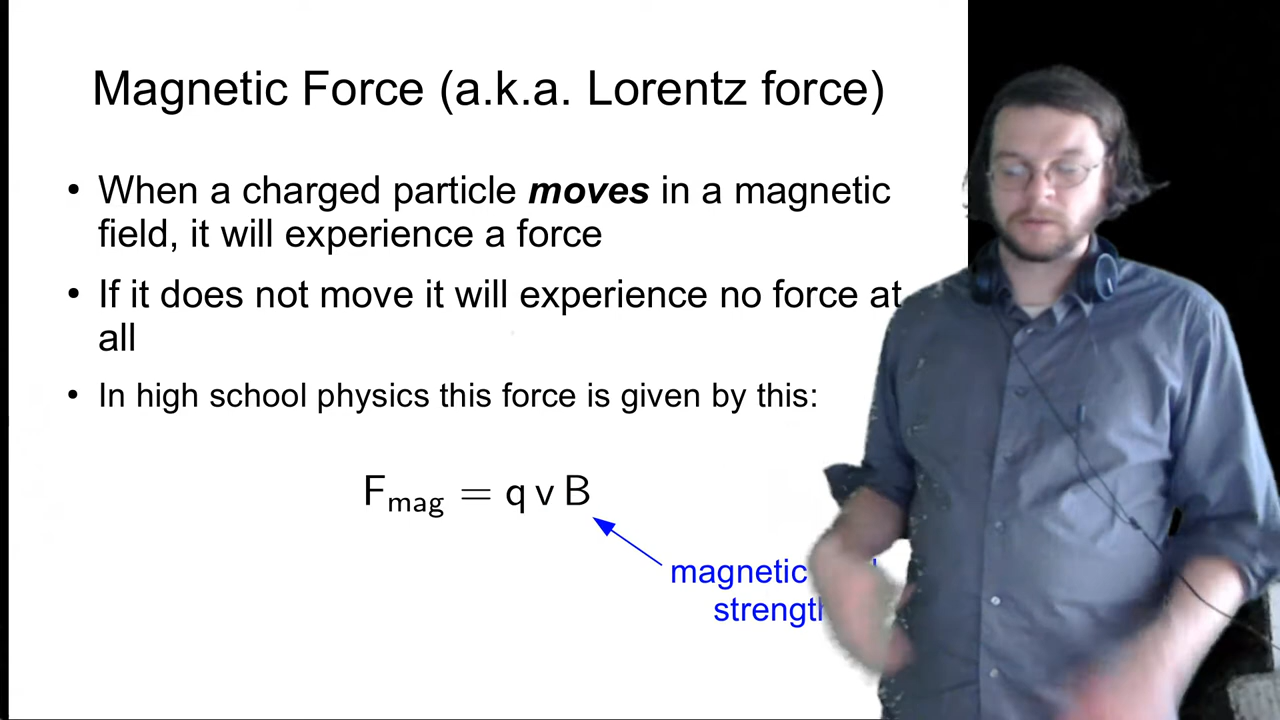 Magnetic Force (a.k.a. Lorentz force)
• When a charged particle moves in a magnetic
field, it will experience a force
• If it does not move it will experience no force at
all
• In high school physics this force is given by this:
F_mag = q v B
magnetic